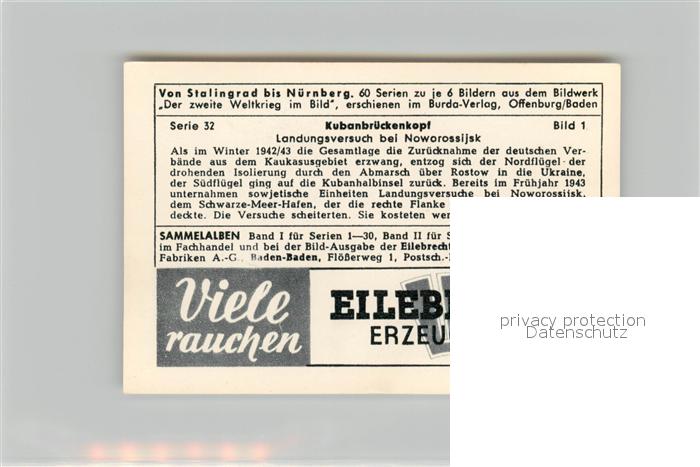 Von Stalingrad bis Nürnberg. 60 Serien zu je 6 Bildern aus dem Bildwerk
„Der zweite Weltkrieg im Bild", erschienen im Burda-Verlag, Offenburg/Baden
Serie 32 Kubanbrückenkopf Bild 1
Landungsversuch bei Noworossijsk
Als im Winter 1942/43 die Gesamtlage die Zurücknahme der deutschen Ver-
bände aus dem Kaukasusgebiet erzwang, entzog sich der Nordflügel der
drohenden Isolierung durch den Abmarsch über Rostow in die Ukraine,
der Südflügel ging auf die Kubanhalbinsel zurück. Bereits im Frühjahr 1943
unternahmen sowjetische Einheiten Landungsversuche bei Noworossijsk,
dem Schwarze-Meer-Hafen, der die rechte Flanke
deckte. Die Versuche scheiterten. Sie kosteten
SAMMELALBEN Band I für Serien 1—30, Band II für
im Fachhandel und bei der Bild-Ausgabe der
Fabriken A.-G., Baden-Baden, Flößerweg 1, Postsch.-
Viele
rauchen
EILEB
ERZEU
privacy protection
Datenschutz